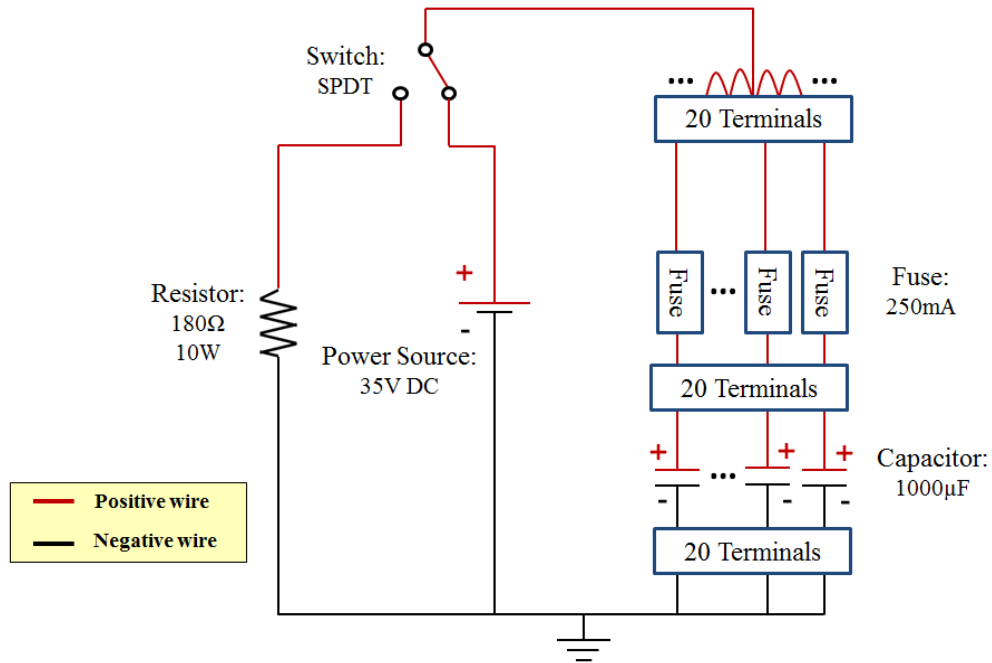 Switch:
SPDT
... ...
20 Terminals
Fuse ... Fuse Fuse
Fuse:
250mA
+
-
Resistor:
180Ω
10W
Power Source:
35V DC
20 Terminals
+ + +
...
- - -
Capacitor:
1000µF
20 Terminals
Positive wire
Negative wire